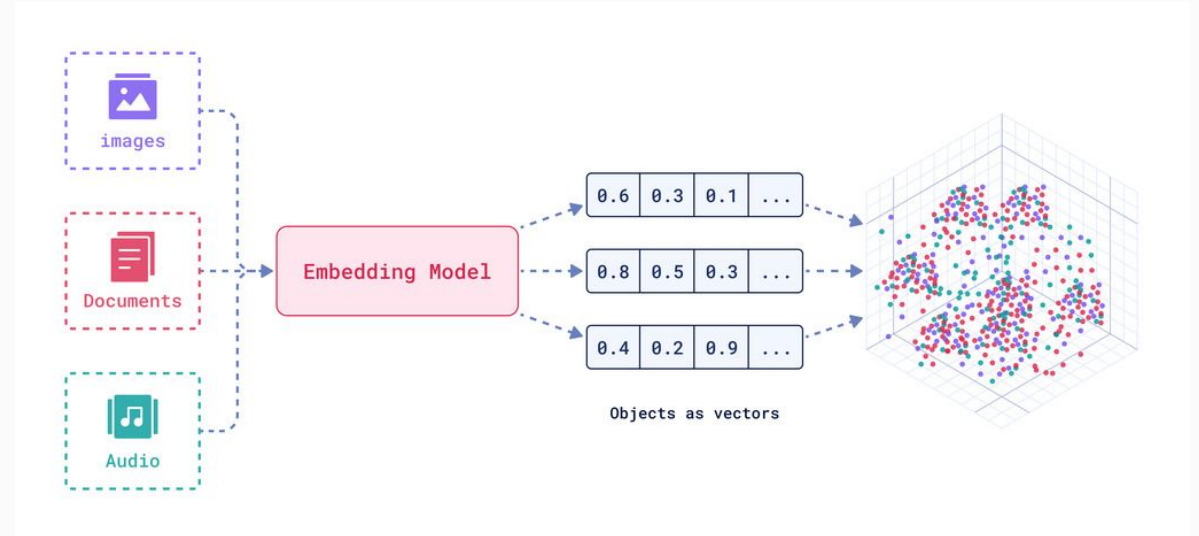 images
Documents
Audio
Embedding Model
0.6 0.3 0.1 ...
0.8 0.5 0.3 ...
0.4 0.2 0.9 ...
Objects as vectors